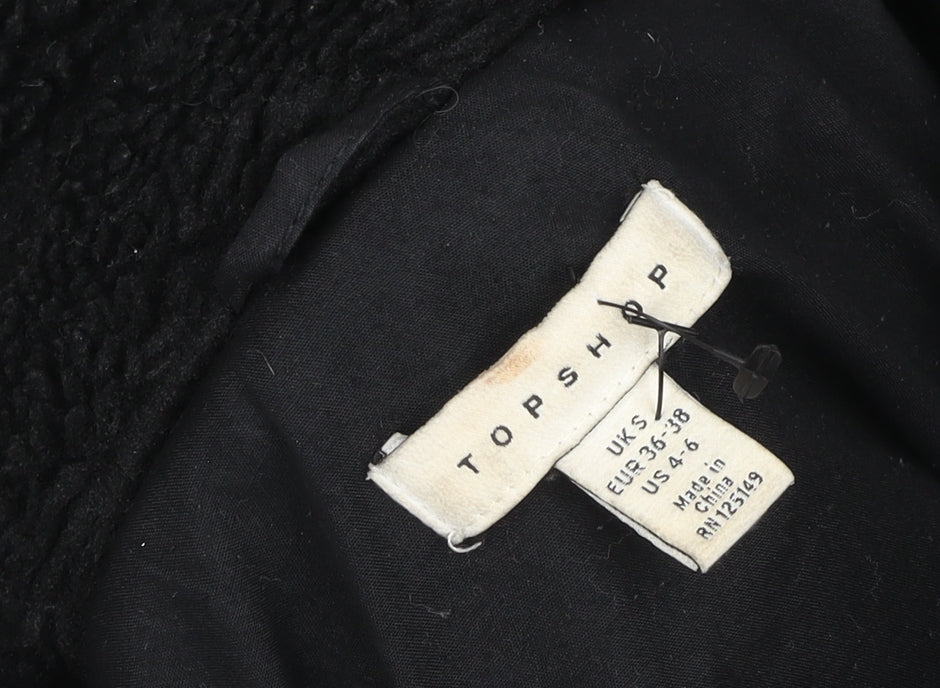 TOPSHOP
UK S
EUR 36-38
US 4-6
Made in
China
RN 125149